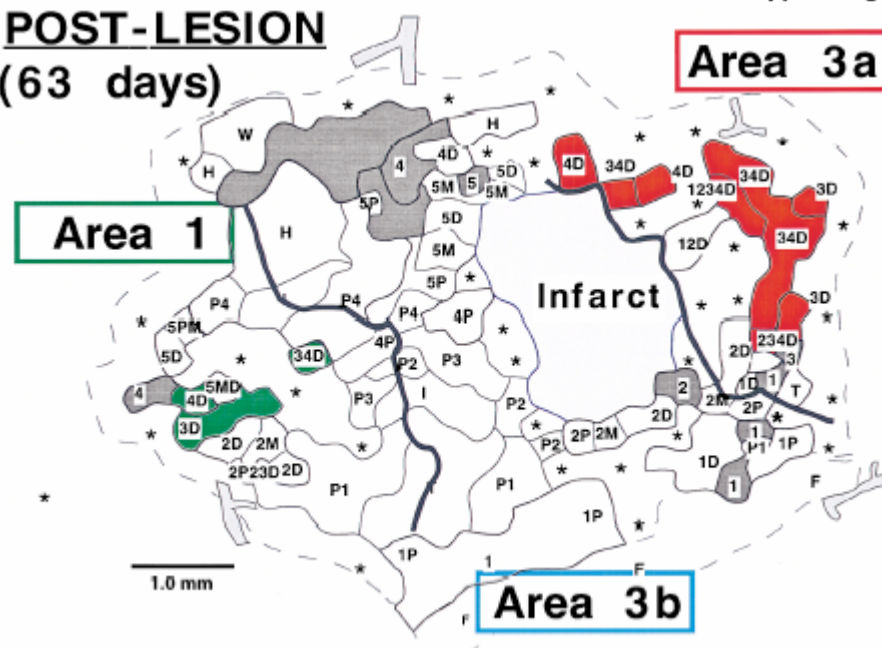 POST-LESION
(63 days)
Area 3a
Area 1
W
H
H
4
4D
5M
5
5D
5M
5P
H
5D
5M
5P
P4
P4
P4
4P
4P
5PM
5D
34D
P2
P3
P3
I
P2
4
4D
5MD
3D
2D
2M
2P
23D
2D
P1
P1
1P
1P
1
F
F
Infarct
4D
34D
4D
1234D
34D
3D
34D
12D
3D
234D
2D
3
1D
1
T
2
2M
2P
2D
2M
2P
P2
1
P1
1P
1D
1
F
1.0 mm
Area 3b